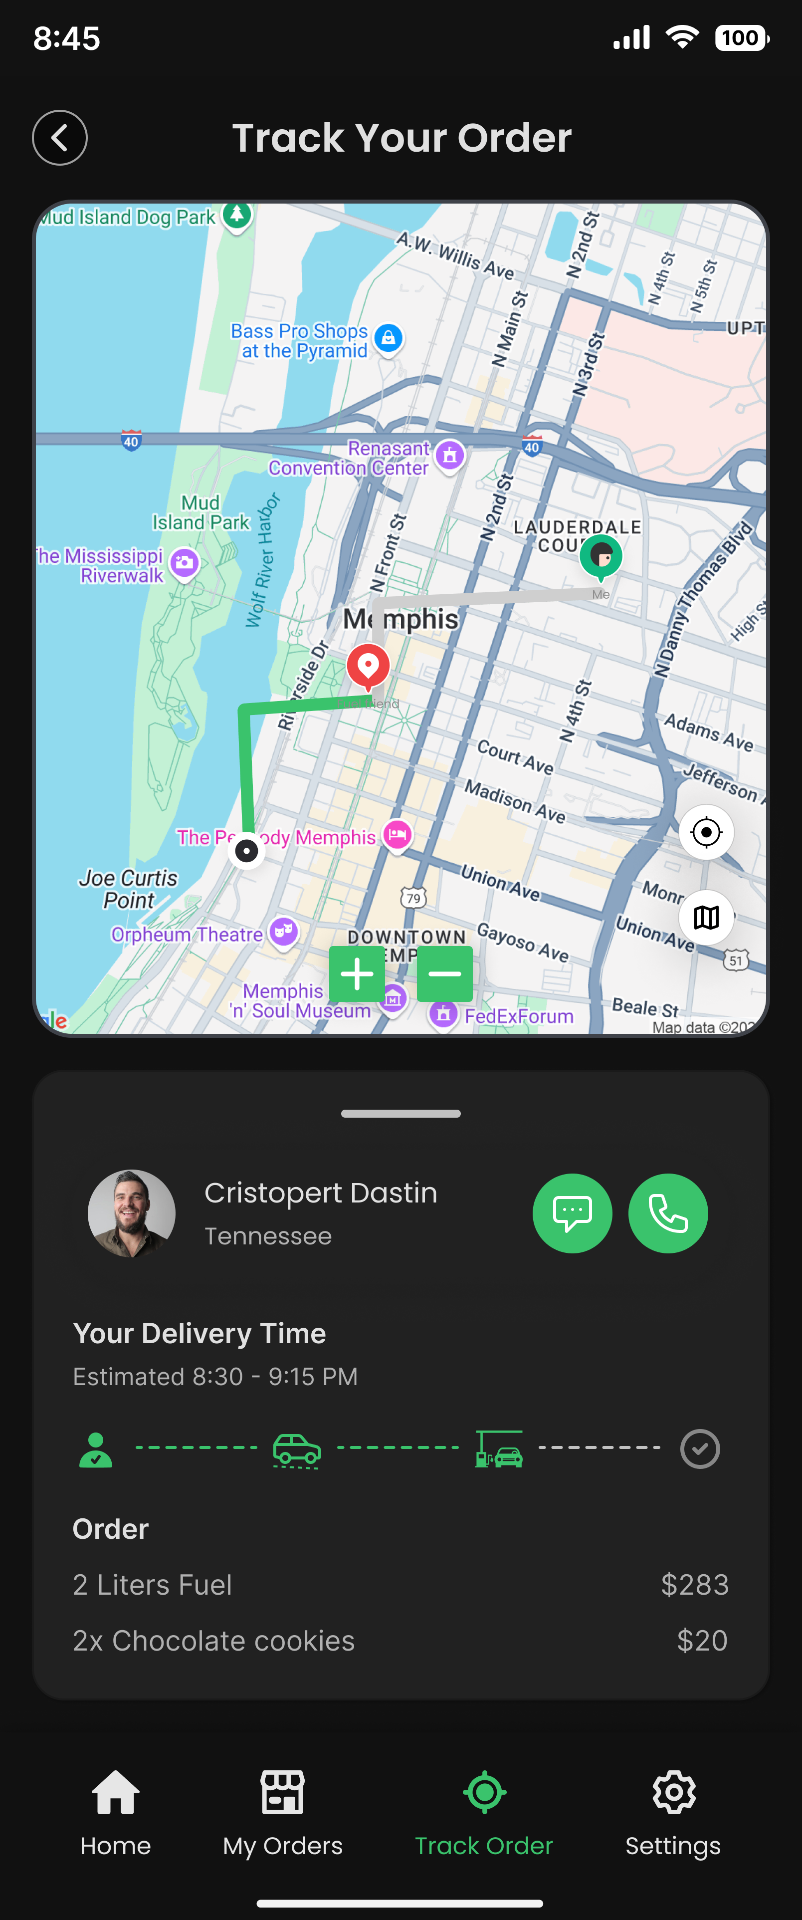 8:45
100
Track Your Order
Mud Island Dog Park
A.W. Willis Ave
N 2nd St
N 4th St
N 5th St
Bass Pro Shops
at the Pyramid
N Main St
UPT
N 3rd St
40
40
Renasant
Convention Center
Mud
Island Park
Wolf River Harbor
N 2nd St
LAUDERDALE
COU
N Front St
The Mississippi
Riverwalk
N Danny Thomas Blvd
High S
Me
Memphis
Riverside Dr
N 4th St
Adams Ave
Court Ave
Jefferson A
Madison Ave
The Peabody Memphis
Joe Curtis
Point
Union Ave
79
Monr
Orpheum Theatre
DOWNTOWN
EMP
Gayoso Ave
Union Ave
51
Memphis
'n' Soul Museum
FedExForum
Beale St
le
Map data ©202
Cristopert Dastin
Tennessee
Your Delivery Time
Estimated 8:30 - 9:15 PM
Order
2 Liters Fuel $283
2x Chocolate cookies $20
Home My Orders Track Order Settings